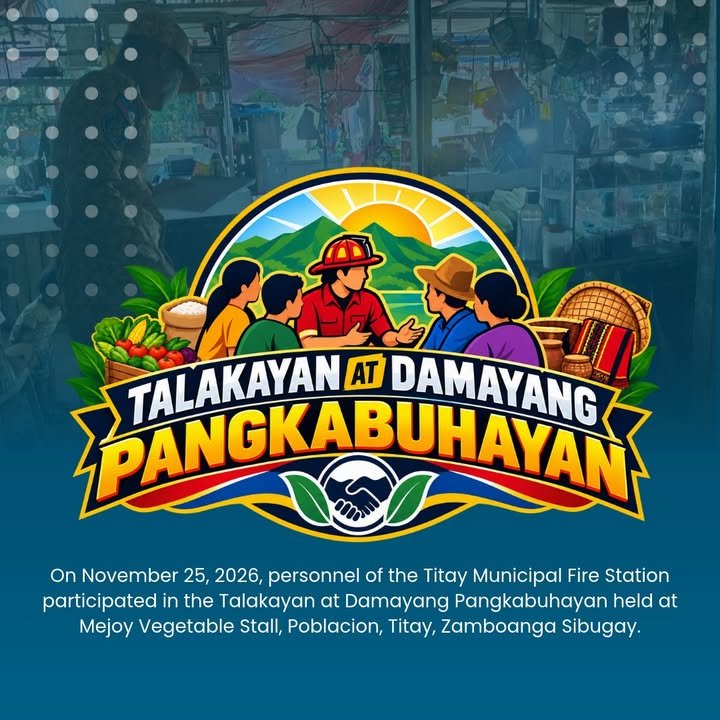 TALAKAYAN AT DAMAYANG
PANGKABUHAYAN
On November 25, 2026, personnel of the Titay Municipal Fire Station
participated in the Talakayan at Damayang Pangkabuhayan held at
Mejoy Vegetable Stall, Poblacion, Titay, Zamboanga Sibugay.